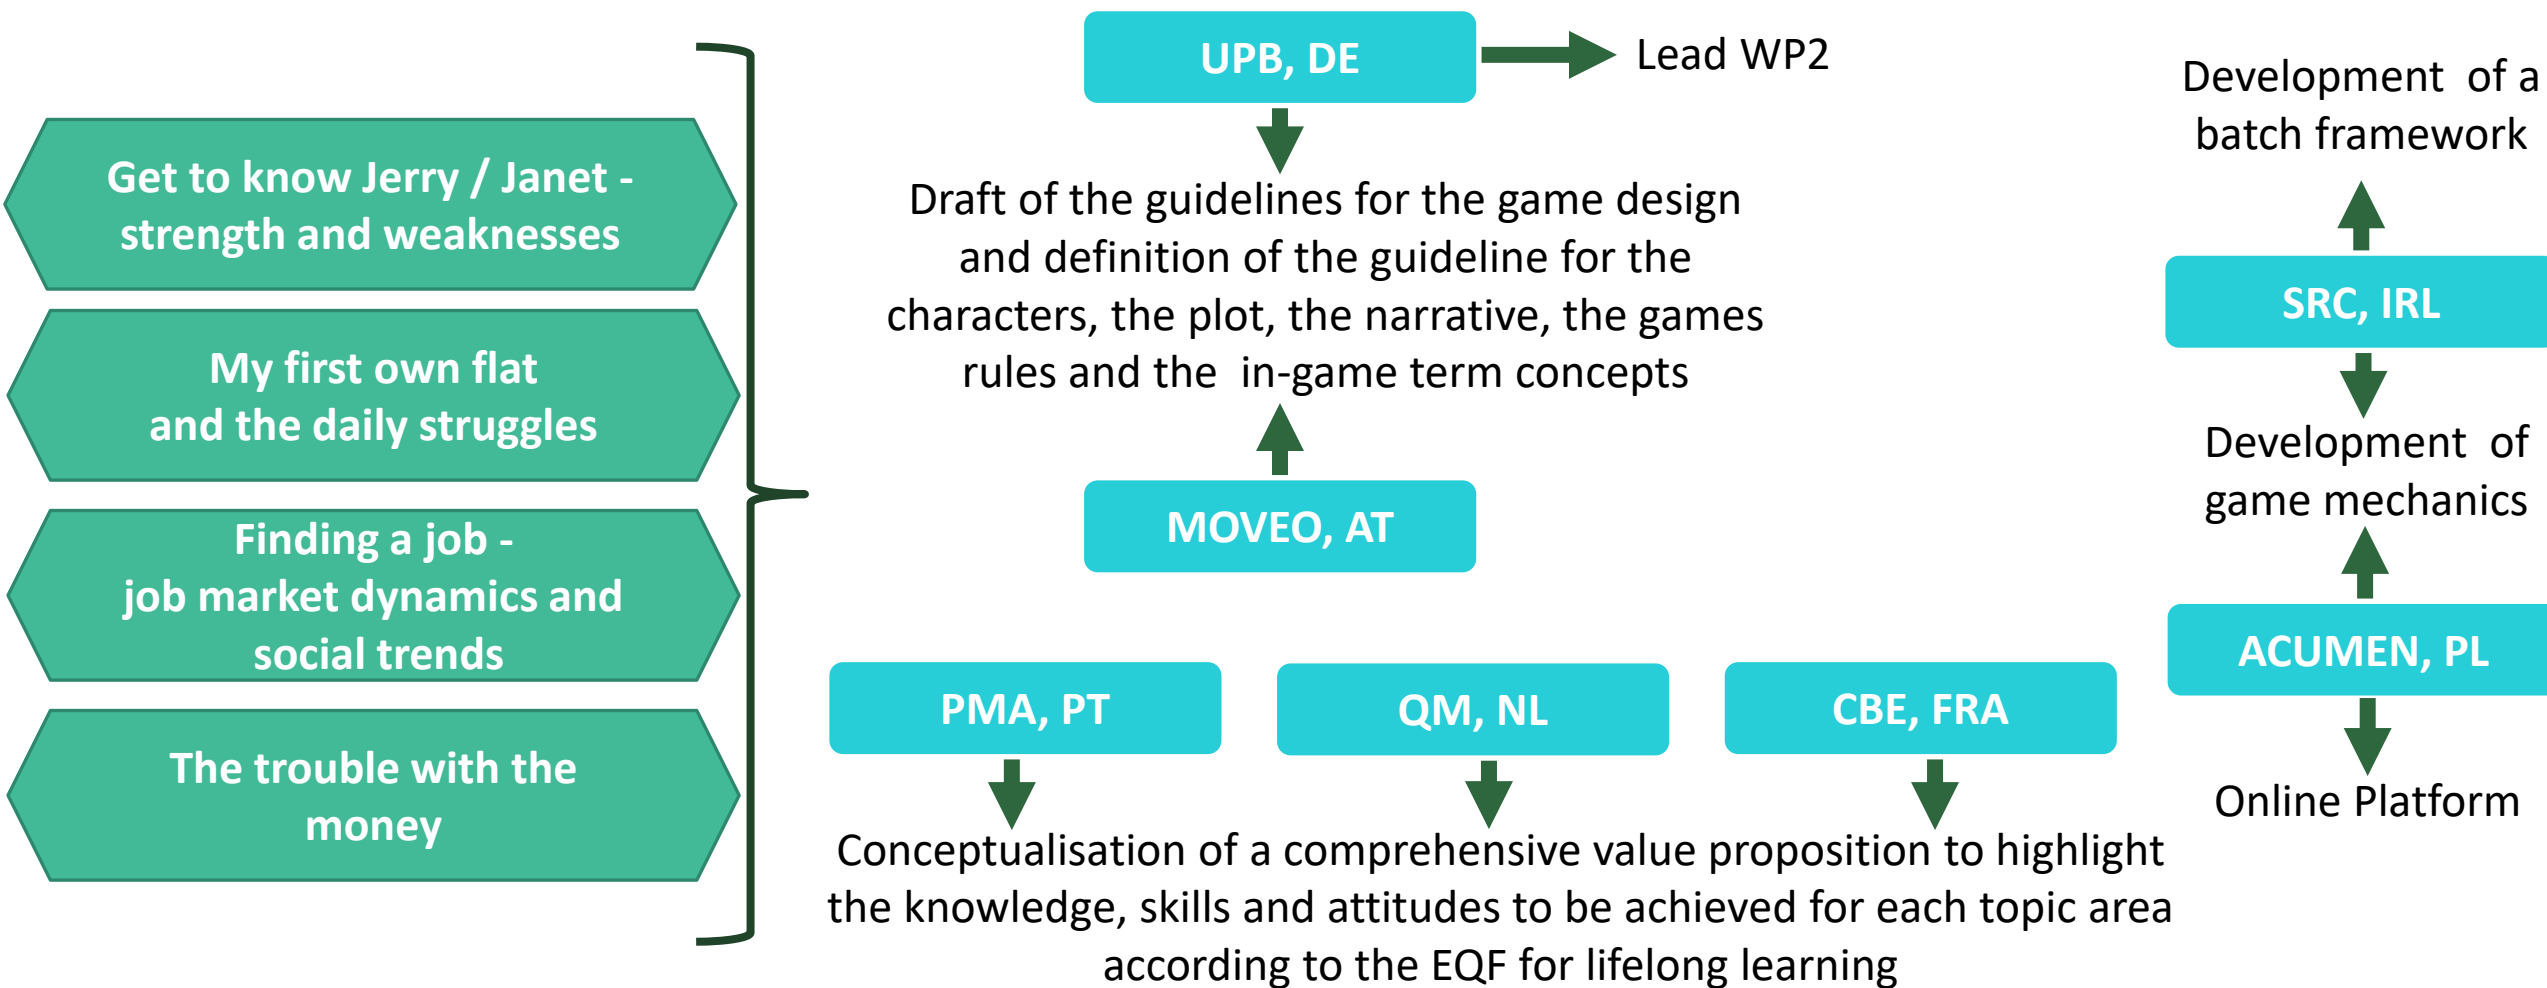 Get to know Jerry / Janet -
strength and weaknesses
My first own flat
and the daily struggles
Finding a job -
job market dynamics and
social trends
The trouble with the
money
UPB, DE
Lead WP2
Draft of the guidelines for the game design
and definition of the guideline for the
characters, the plot, the narrative, the games
rules and the  in-game term concepts
MOVEO, AT
PMA, PT
QM, NL
CBE, FRA
Conceptualisation of a comprehensive value proposition to highlight
the knowledge, skills and attitudes to be achieved for each topic area
according to the EQF for lifelong learning
Development  of a
batch framework
SRC, IRL
Development  of
game mechanics
ACUMEN, PL
Online Platform